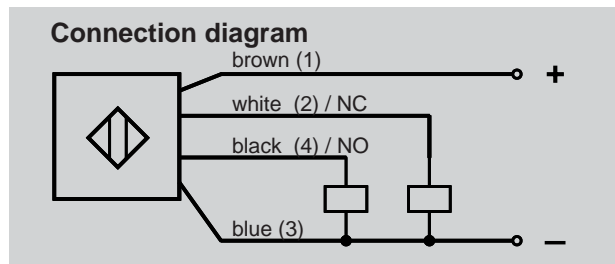 Connection diagram
brown (1)
+
white (2) / NC
black (4) / NO
blue (3)
–